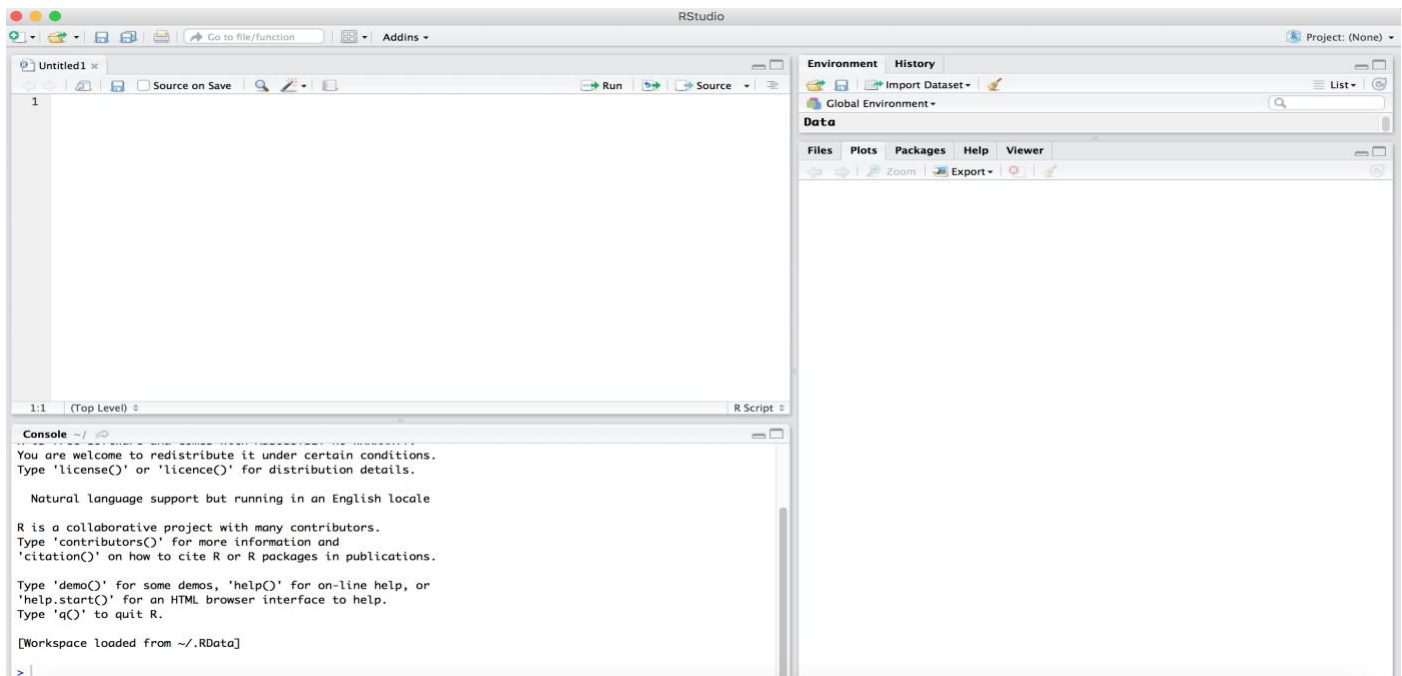 RStudio
Go to file/function Addins Project: (None)
Untitled1
Source on Save Run Source
1
1:1 (Top Level) R Script
Console ~/
You are welcome to redistribute it under certain conditions.
Type 'license()' or 'licence()' for distribution details.
Natural language support but running in an English locale
R is a collaborative project with many contributors.
Type 'contributors()' for more information and
'citation()' on how to cite R or R packages in publications.
Type 'demo()' for some demos, 'help()' for on-line help, or
'help.start()' for an HTML browser interface to help.
Type 'q()' to quit R.
[Workspace loaded from ~/.RData]
>
Environment History
Import Dataset List
Global Environment
Data
Files Plots Packages Help Viewer
Zoom Export